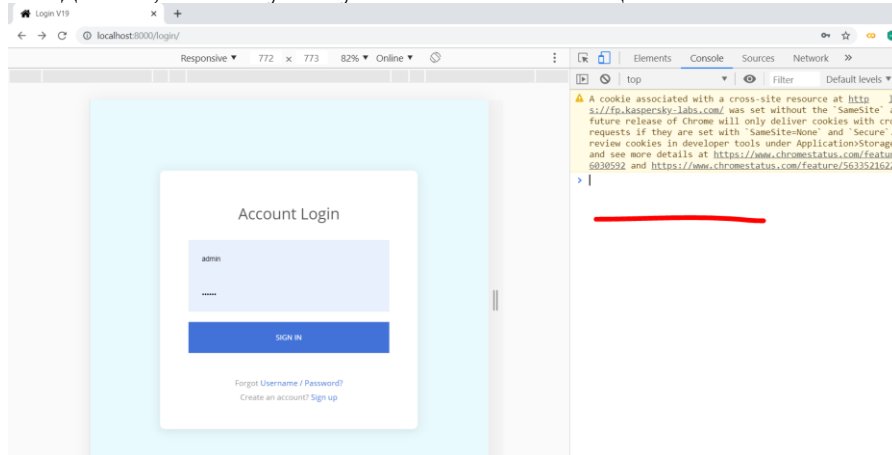 Login V19
localhost:8000/login/
Responsive ▼ 772 x 773 82% ▼ Online ▼
Elements Console Sources Network »
top ▼ Filter Default levels ▼
A cookie associated with a cross-site resource at http
s://fp.kaspersky-labs.com/ was set without the `SameSite`
future release of Chrome will only deliver cookies with
requests if they are set with `SameSite=None` and `Secure`
review cookies in developer tools under Application>Storage
and see more details at https://www.chromestatus.com/
6030592 and https://www.chromestatus.com/feature/563352162
Account Login
admin
••••••
SIGN IN
Forgot Username / Password?
Create an account? Sign up